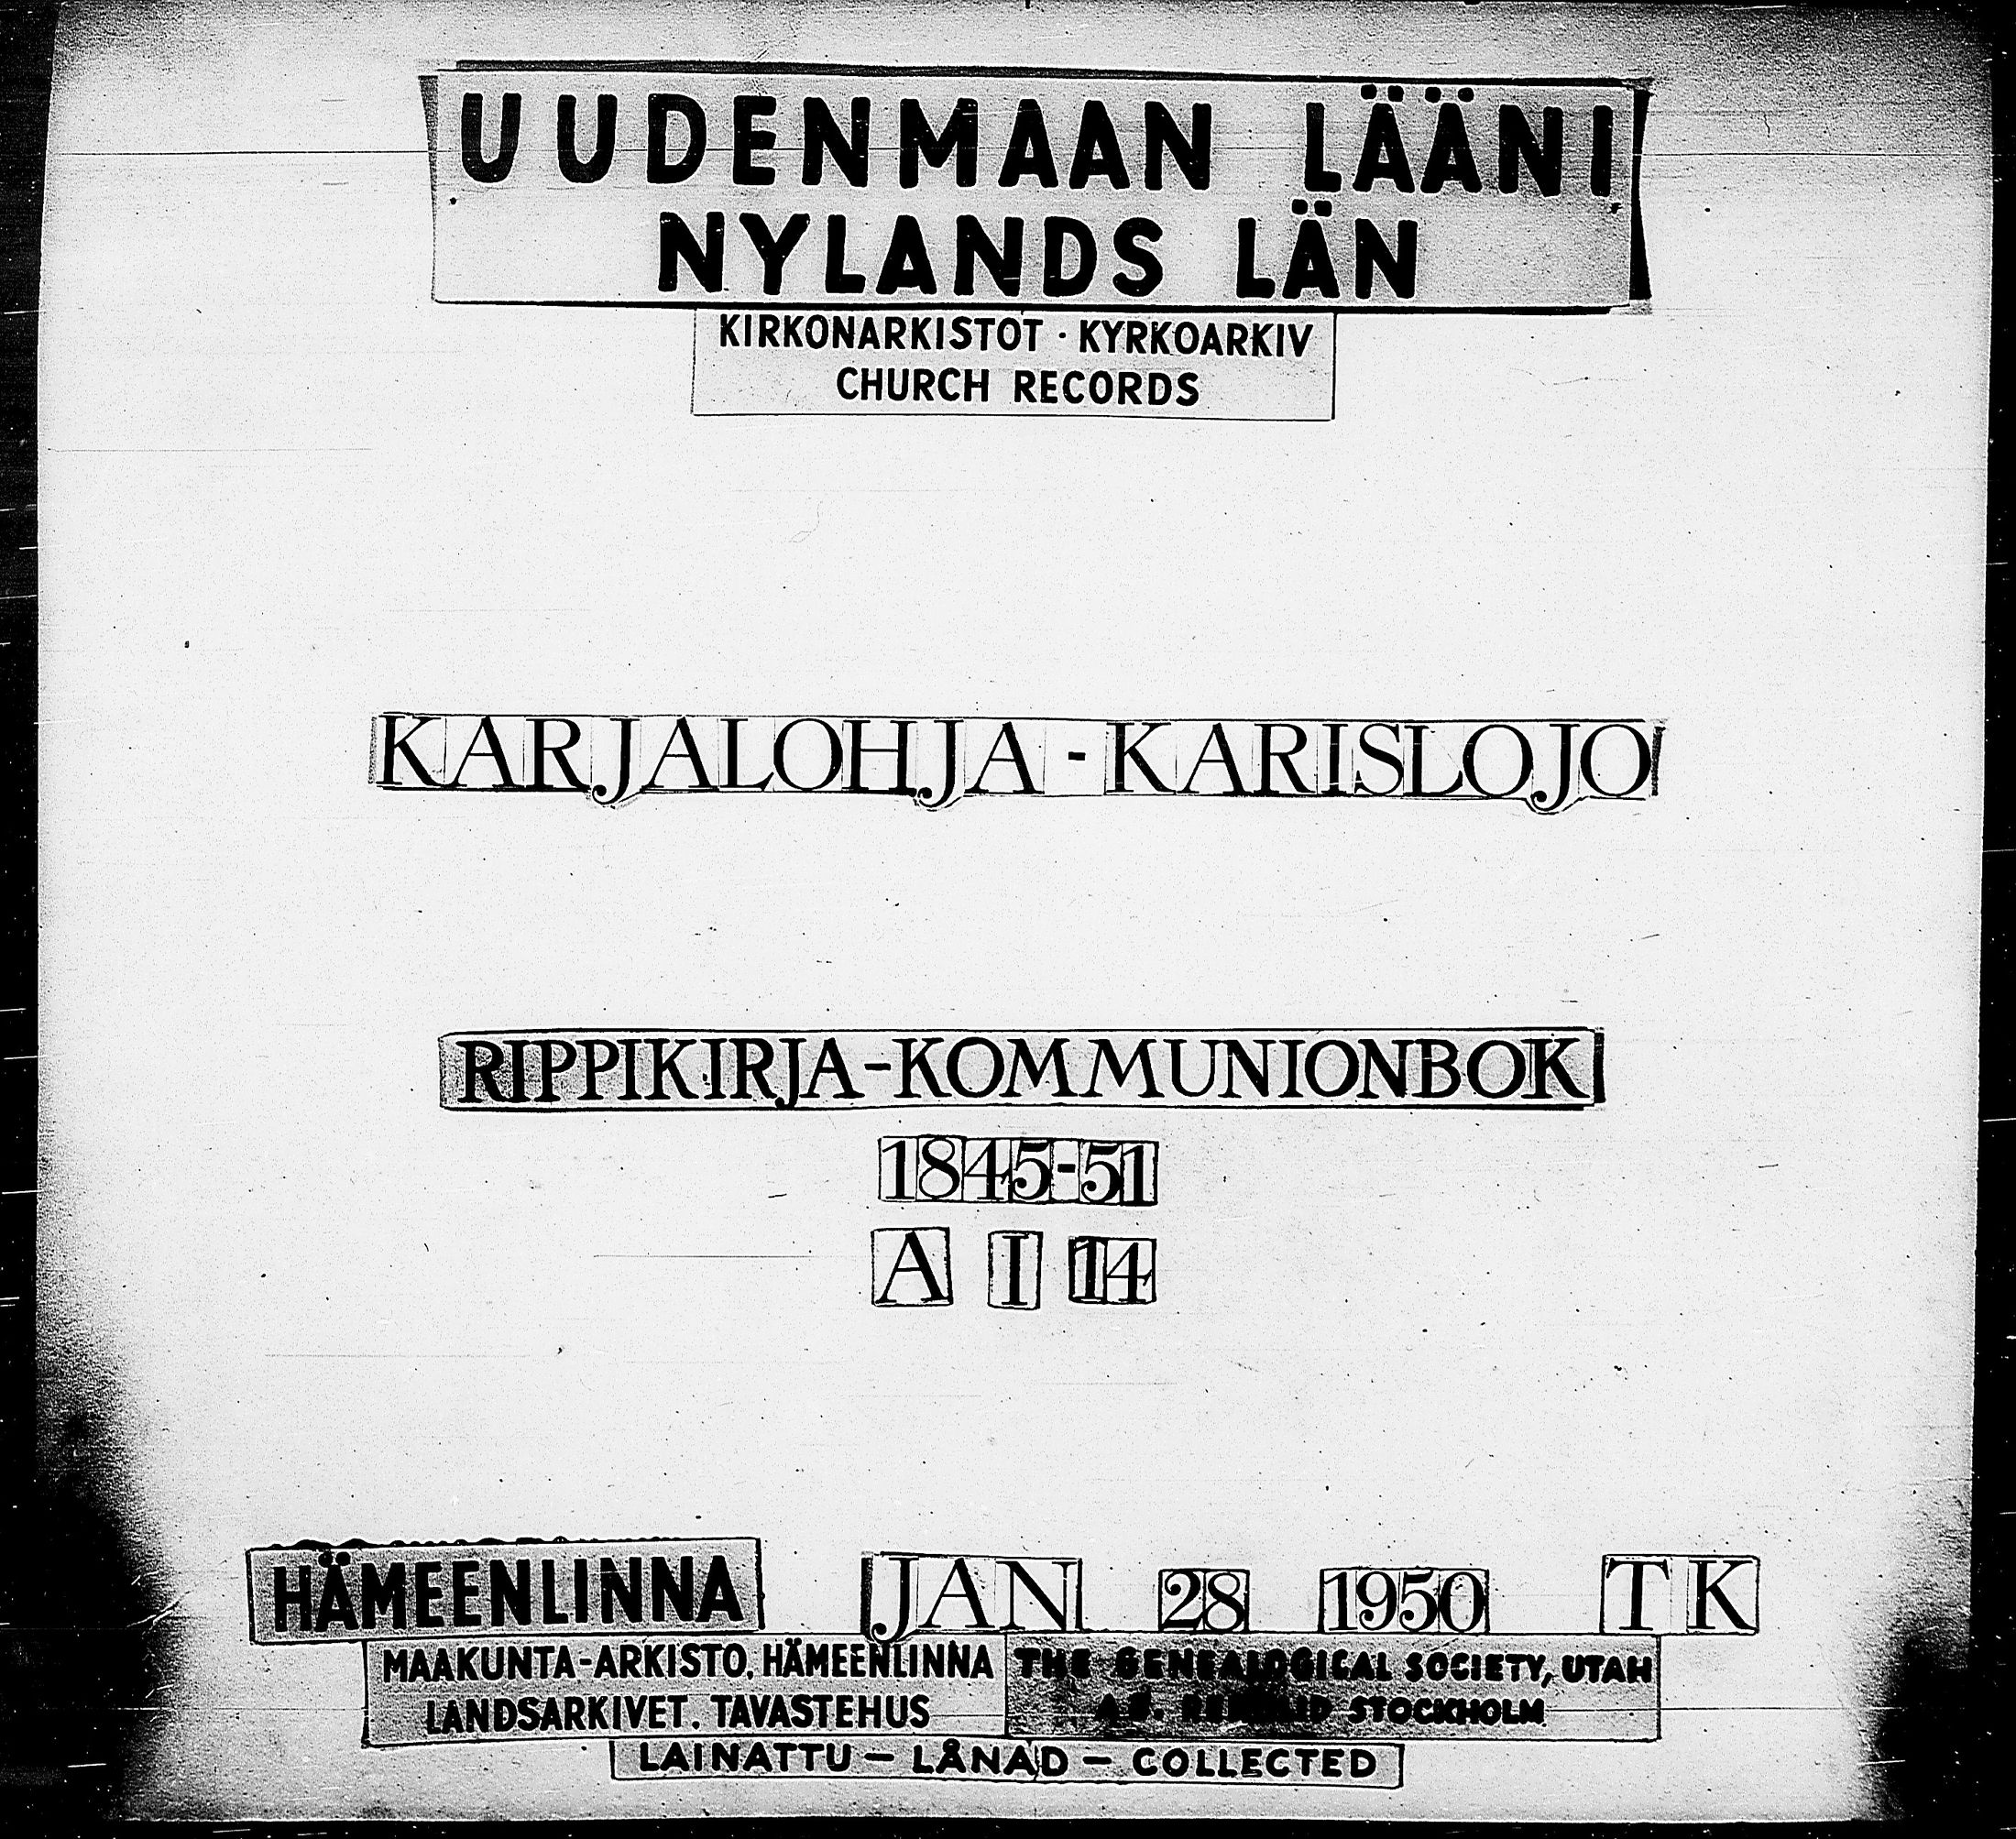 UUDENMAAN LÄÄNI
NYLANDS LÄN
KIRKONARKISTOT · KYRKOARKIV
CHURCH RECORDS
KARJALOHJA - KARISLOJO
RIPPIKIRJA-KOMMUNIONBOK
1845-51
A I 14
HÄMEENLINNA JAN 28 1950 TK
MAAKUNTA-ARKISTO, HÄMEENLINNA
LANDSARKIVET. TAVASTEHUS
THE GENEALOGICAL SOCIETY, UTAH
STOCKHOLM
LAINATTU — LÅNAD — COLLECTED